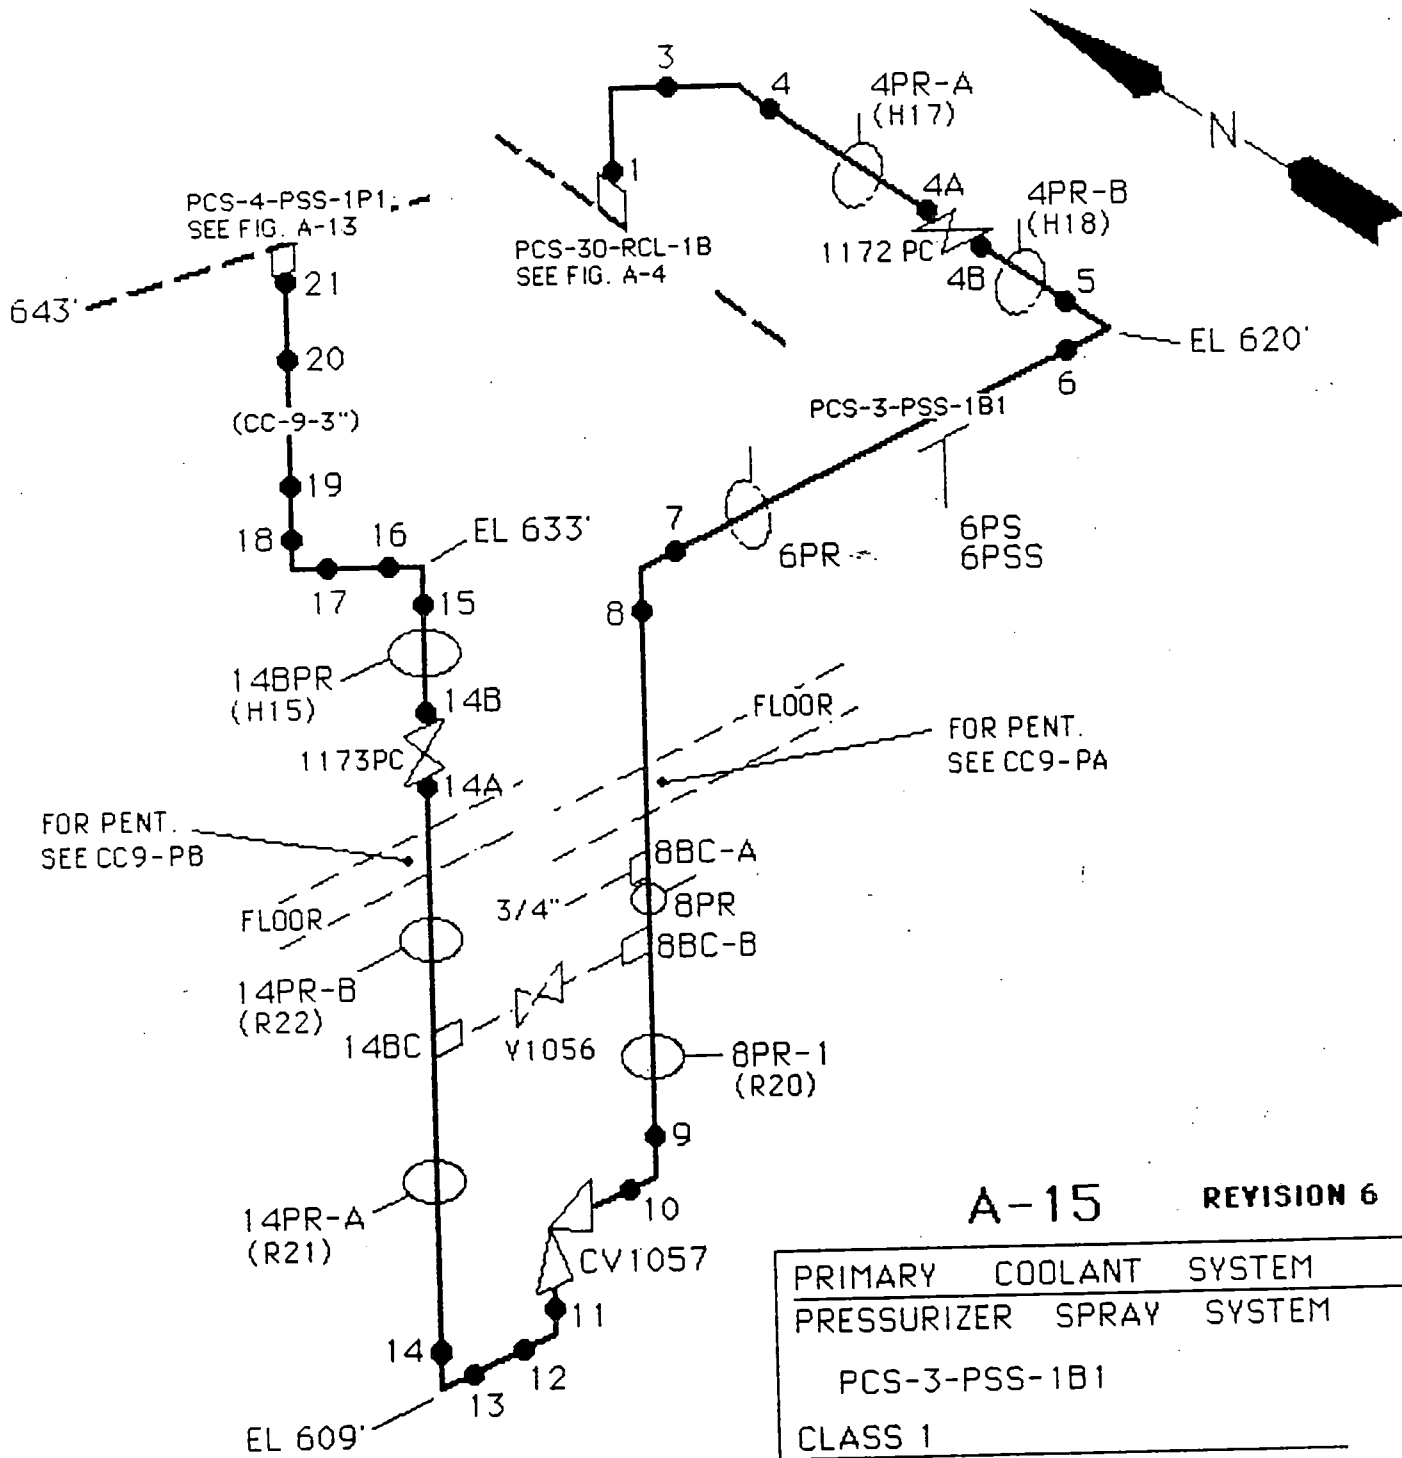 3
4
4PR-A
(H17)
N
1
4A
4PR-B
(H18)
PCS-4-PSS-1P1
SEE FIG. A-13
PCS-30-RCL-1B
SEE FIG. A-4
1172 PC
4B
5
643'
21
EL 620'
20
6
PCS-3-PSS-1B1
(CC-9-3")
19
18
16
EL 633'
7
6PR
6PS
6PSS
17
15
8
14BPR
(H15)
14B
FLOOR
FOR PENT.
SEE CC9-PA
1173PC
14A
FOR PENT.
SEE CC9-PB
8BC-A
3/4"
8PR
FLOOR
8BC-B
14PR-B
(R22)
14BC
V1056
8PR-1
(R20)
9
10
A-15
REVISION 6
14PR-A
(R21)
CV1057
PRIMARY COOLANT SYSTEM
11
PRESSURIZER SPRAY SYSTEM
14
12
13
PCS-3-PSS-1B1
EL 609'
CLASS 1